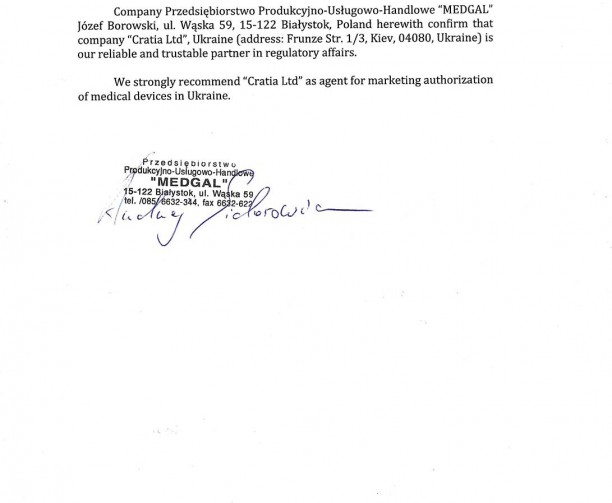 Company Przedsiębiorstwo Produkcyjno-Usługowo-Handlowe “MEDGAL”
Józef Borowski, ul. Wąska 59, 15-122 Białystok, Poland herewith confirm that
company “Cratia Ltd”, Ukraine (address: Frunze Str. 1/3, Kiev, 04080, Ukraine) is
our reliable and trustable partner in regulatory affairs.
We strongly recommend “Cratia Ltd” as agent for marketing authorization
of medical devices in Ukraine.
Przedsiębiorstwo
Produkcyjno-Usługowo-Handlowe
"MEDGAL"
15-122 Białystok, ul. Wąska 59
tel. /085/ 6632-344, fax 6632-622